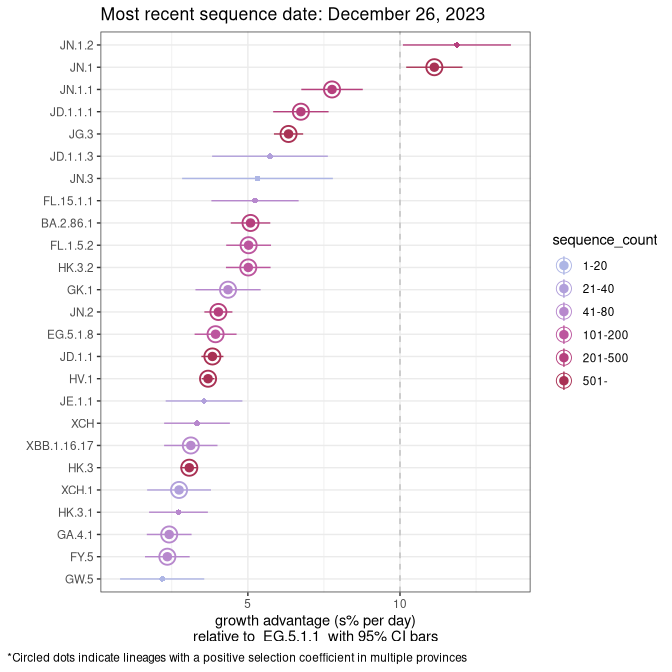 Most recent sequence date: December 26, 2023
JN.1.2
JN.1
JN.1.1
JD.1.1.1
JG.3
JD.1.1.3
JN.3
FL.15.1.1
BA.2.86.1
FL.1.5.2
HK.3.2
GK.1
JN.2
EG.5.1.8
JD.1.1
HV.1
JE.1.1
XCH
XBB.1.16.17
HK.3
XCH.1
HK.3.1
GA.4.1
FY.5
GW.5
5
10
growth advantage (s% per day)
relative to  EG.5.1.1  with 95% CI bars
*Circled dots indicate lineages with a positive selection coefficient in multiple provinces
sequence_count
1-20
21-40
41-80
101-200
201-500
501-